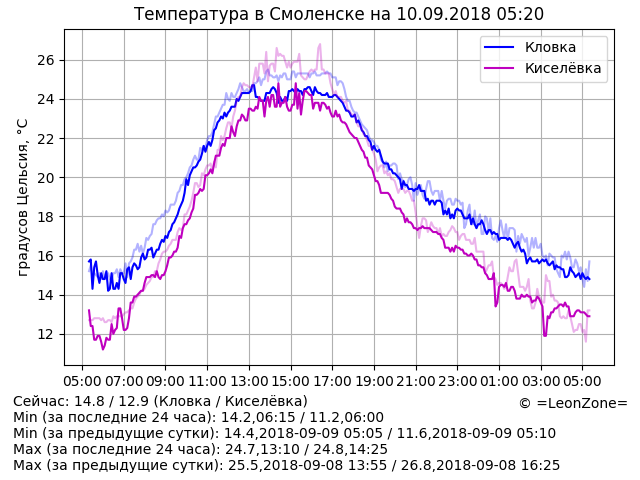 Температура в Смоленске на 10.09.2018 05:20
градусов Цельсия, °C
26
24
22
20
18
16
14
12
Кловка
Киселёвка
05:00 07:00 09:00 11:00 13:00 15:00 17:00 19:00 21:00 23:00 01:00 03:00 05:00
Сейчас: 14.8 / 12.9 (Кловка / Киселёвка)
© =LeonZone=
Min (за последние 24 часа): 14.2,06:15 / 11.2,06:00
Min (за предыдущие сутки): 14.4,2018-09-09 05:05 / 11.6,2018-09-09 05:10
Max (за последние 24 часа): 24.7,13:10 / 24.8,14:25
Max (за предыдущие сутки): 25.5,2018-09-08 13:55 / 26.8,2018-09-08 16:25